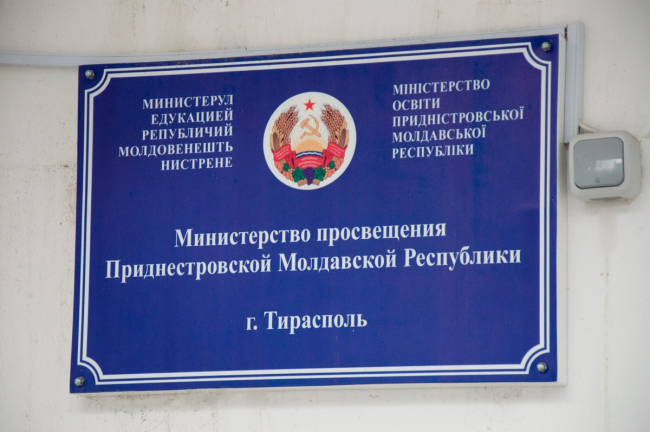 МИНИСТЕРУЛ
ЕДУКАЦИЕЙ
РЕПУБЛИЧИЙ
МОЛДОВЕНЕШТЬ
НИСТРЕНЕ
МІНІСТЕРСТВО
ОСВІТИ
ПРИДНІСТРОВСЬКОЇ
МОЛДАВСЬКОЇ
РЕСПУБЛІКИ
Министерство просвещения
Приднестровской Молдавской Республики
г. Тирасполь